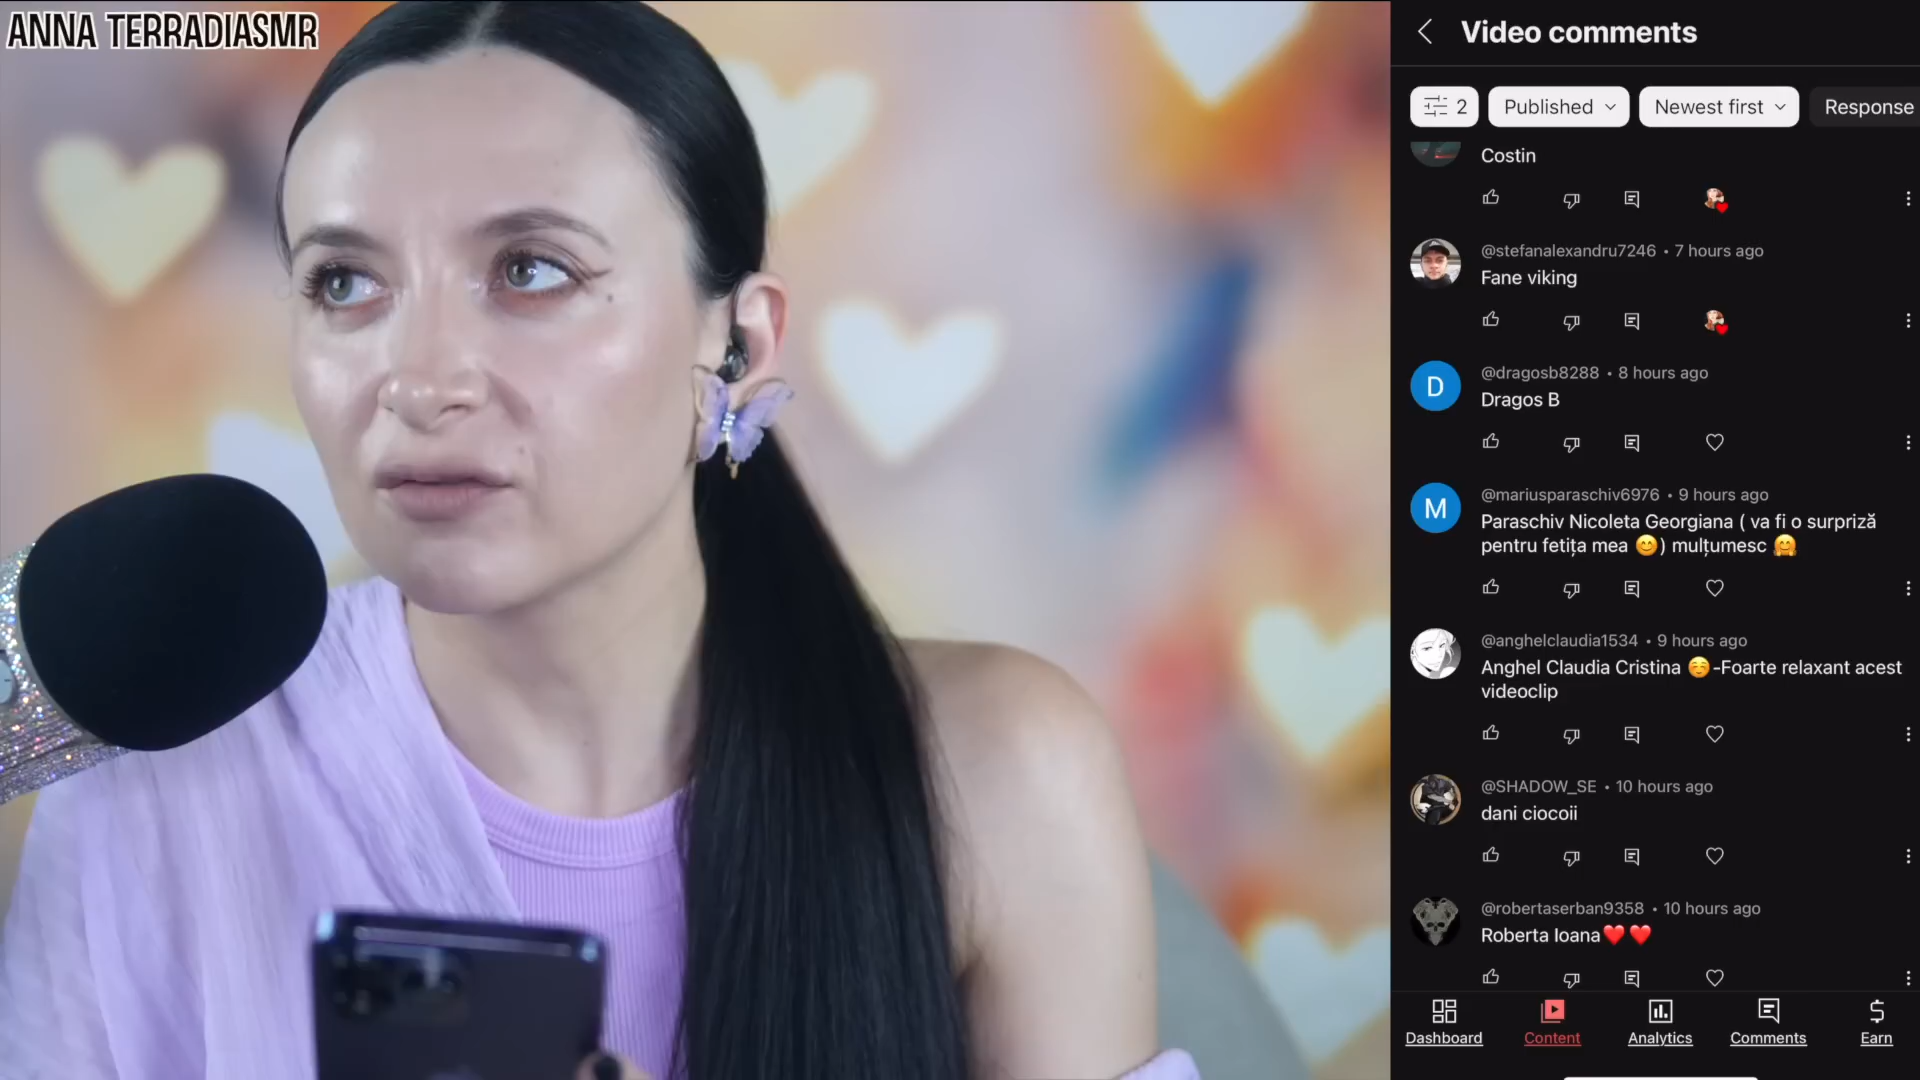 ANNA TERRADIASMR
Video comments
2
Published
Newest first
Response
Costin
@stefanalexandru7246 • 7 hours ago
Fane viking
D
@dragosb8288 • 8 hours ago
Dragos B
M
@mariusparaschiv6976 • 9 hours ago
Paraschiv Nicoleta Georgiana ( va fi o surpriză
pentru fetița mea 😊) mulțumesc 🤗
@anghelclaudia1534 • 9 hours ago
Anghel Claudia Cristina ☺️-Foarte relaxant acest
videoclip
@SHADOW_SE • 10 hours ago
dani ciocoii
@robertaserban9358 • 10 hours ago
Roberta Ioana❤️❤️
Dashboard
Content
Analytics
Comments
Earn